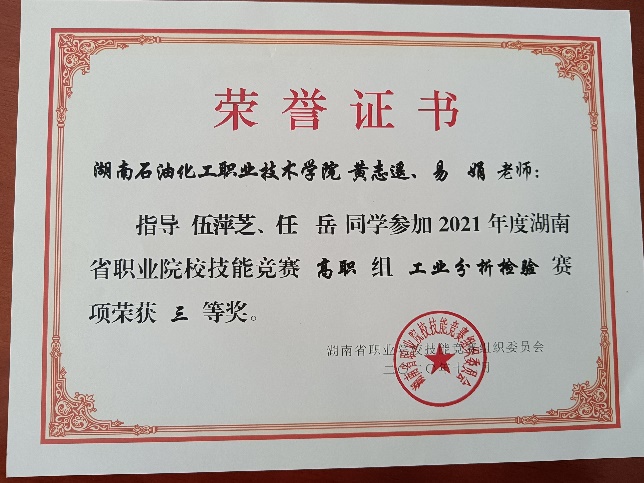 荣誉证书
湖南石油化工职业技术学院 黄志遥、易 娟 老师：
指导 伍萍芝、任 岳 同学参加 2021 年度湖南
省职业院校技能竞赛 高职 组 工业分析检验 赛
项荣获 三 等奖。
湖南省职业院校技能竞赛组织委员会